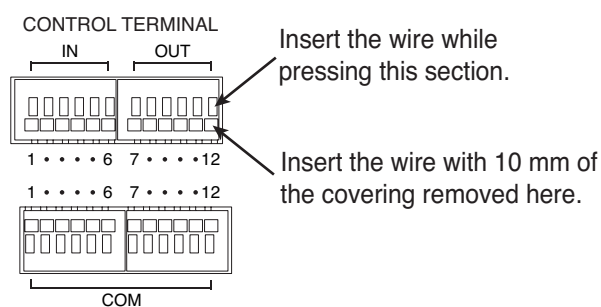 CONTROL TERMINAL
IN OUT
Insert the wire while
pressing this section.
1 • • • • 6 7 • • • • 12
Insert the wire with 10 mm of
the covering removed here.
1 • • • • 6 7 • • • • 12
COM